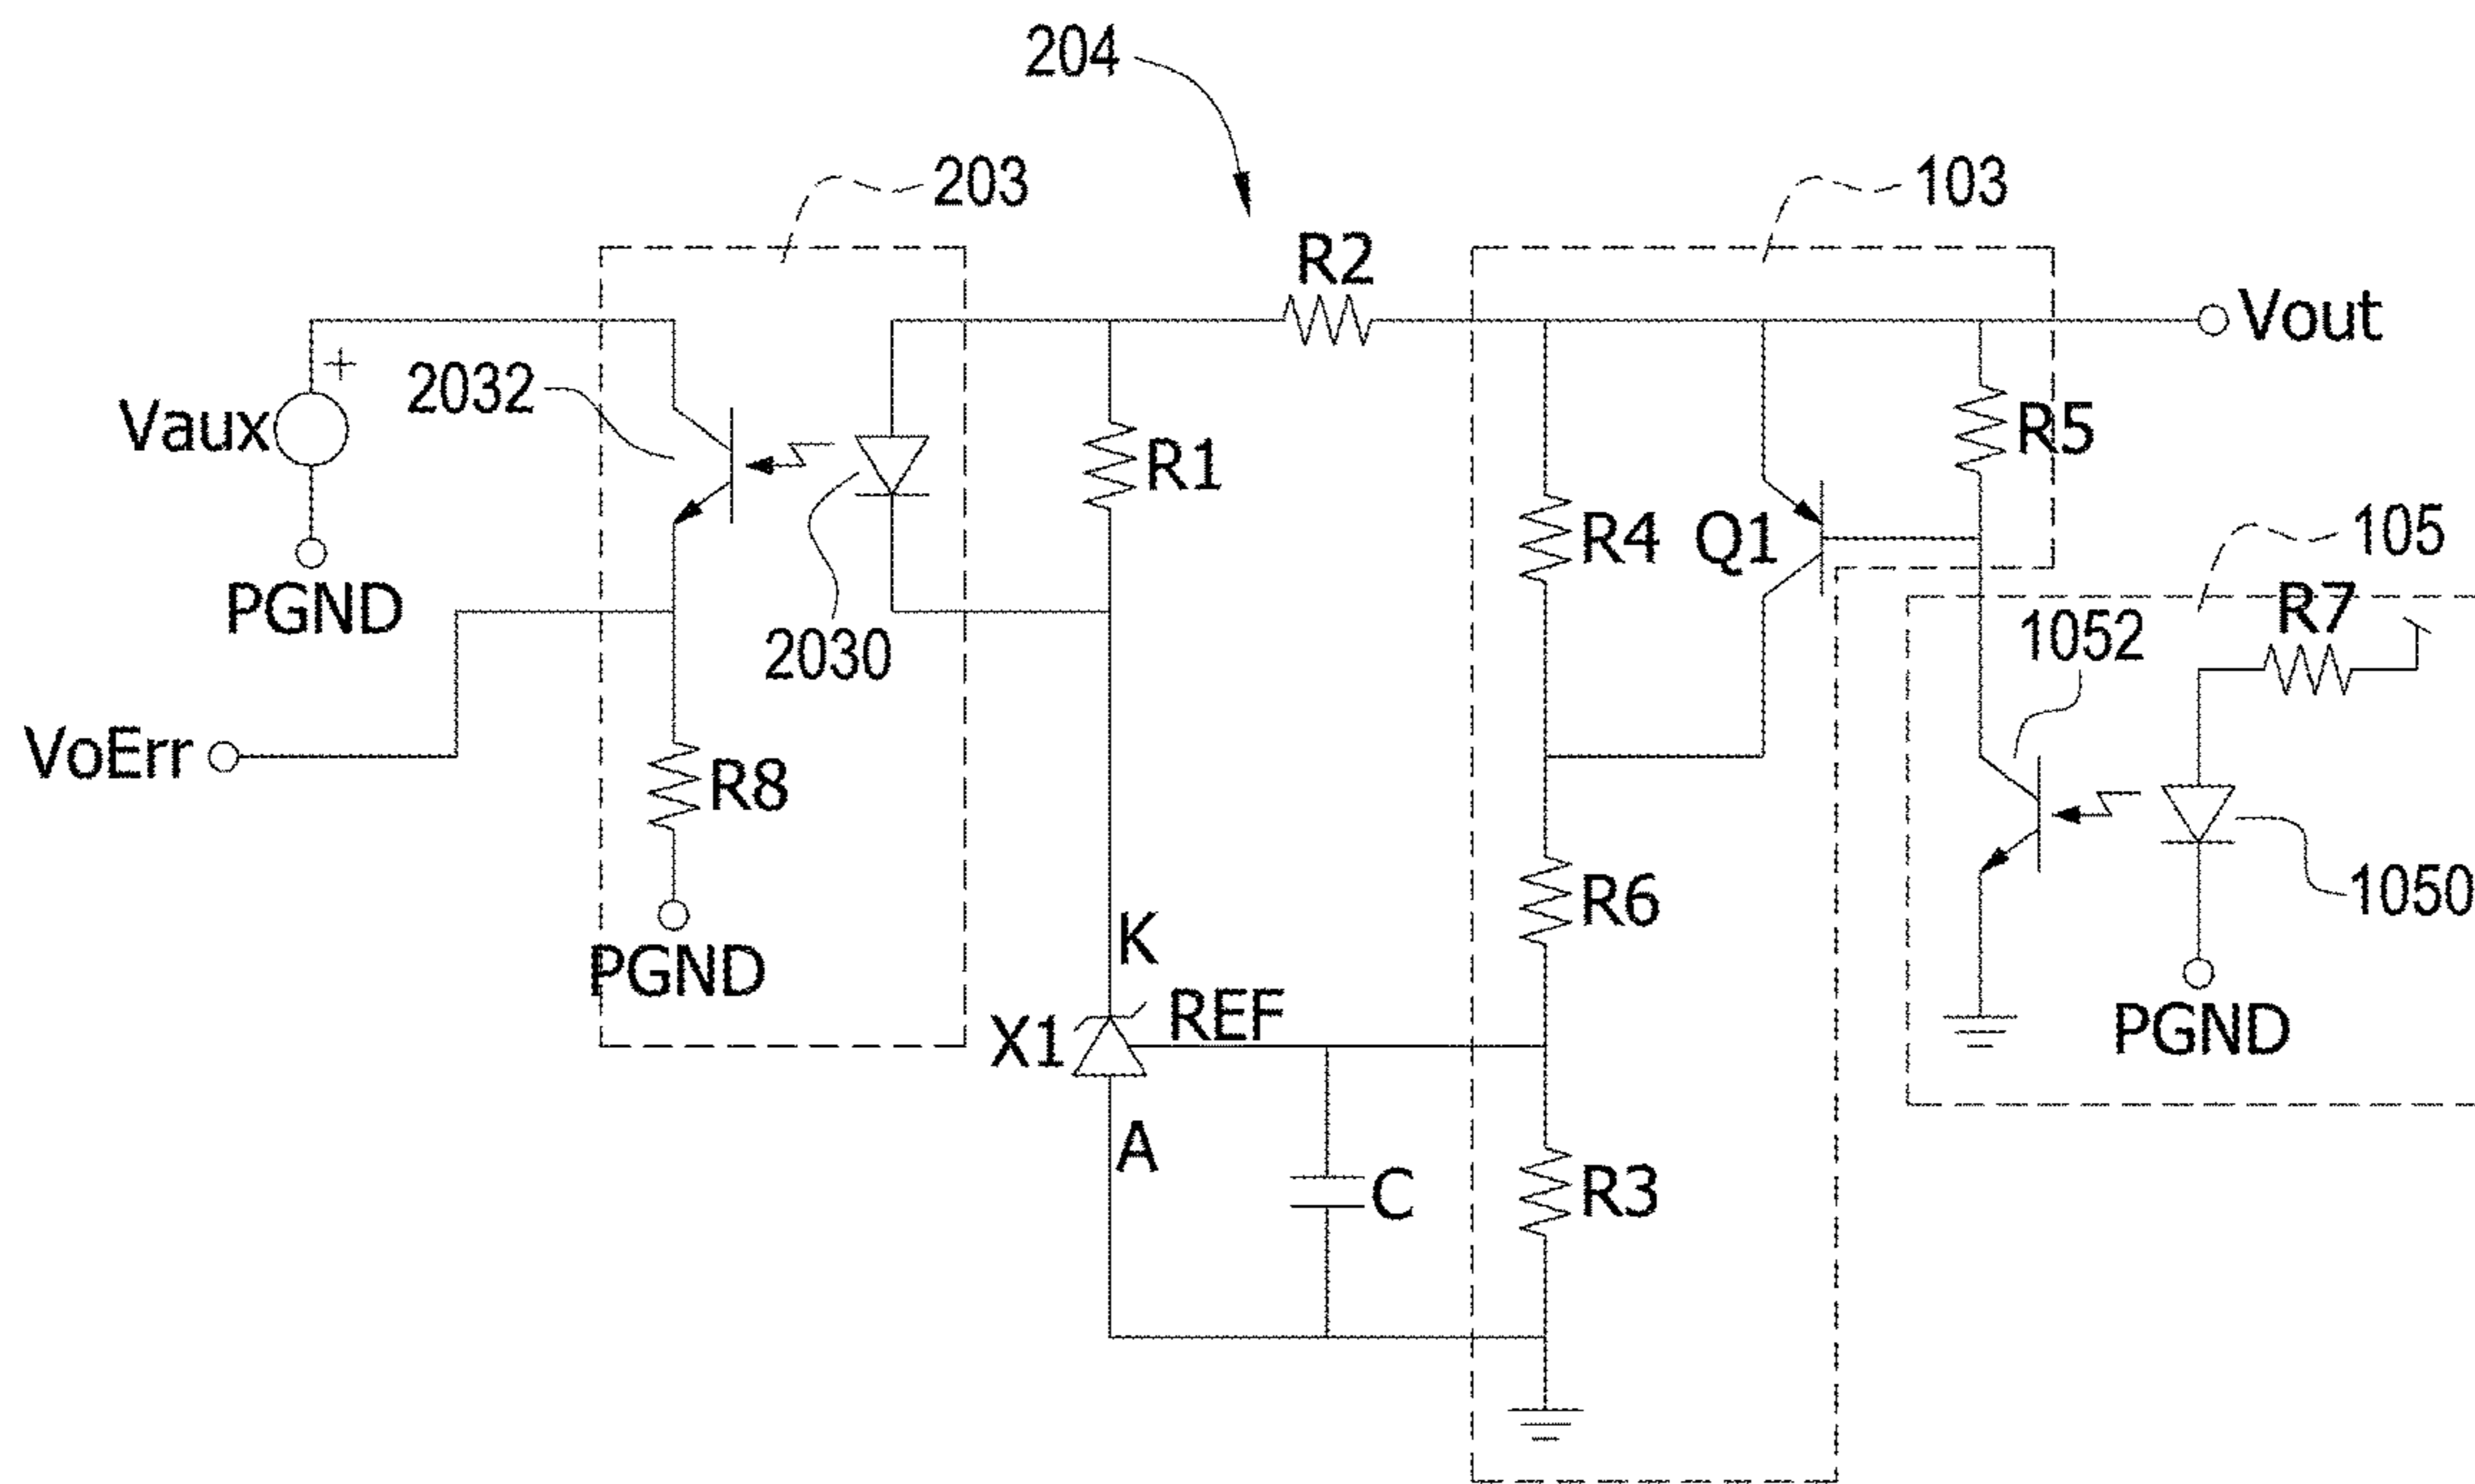 204
203
103
R2
Vout
+
2032
Vaux
R1
R5
R4
Q1
105
PGND
2030
R7
1052
VoErr
R8
R6
1050
K
PGND
REF
X1
PGND
A
C
R3